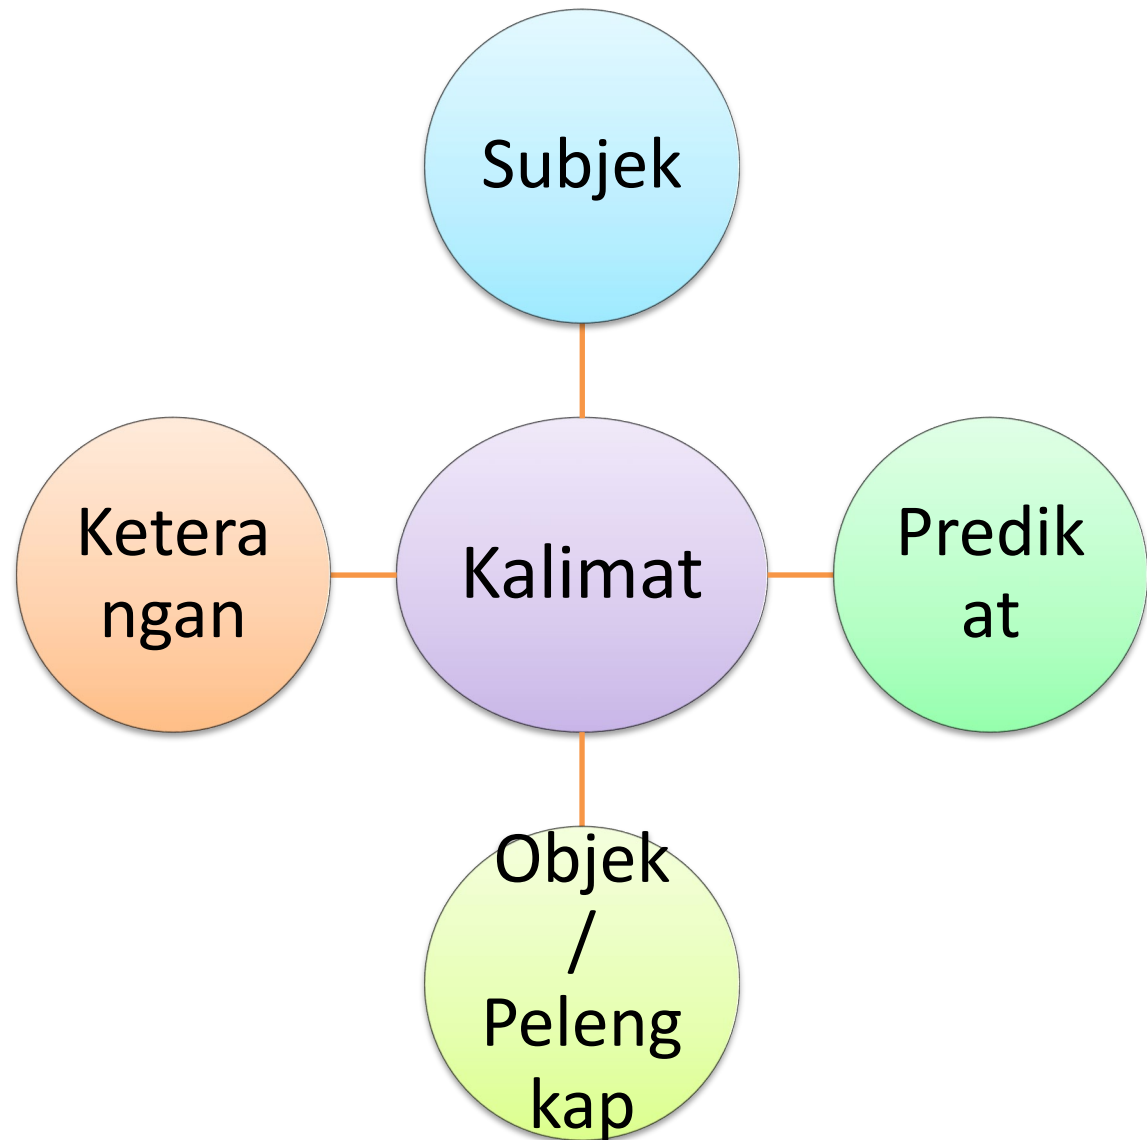 Subjek
Ketera
ngan
Kalimat
Predik
at
Objek
/
Peleng
kap